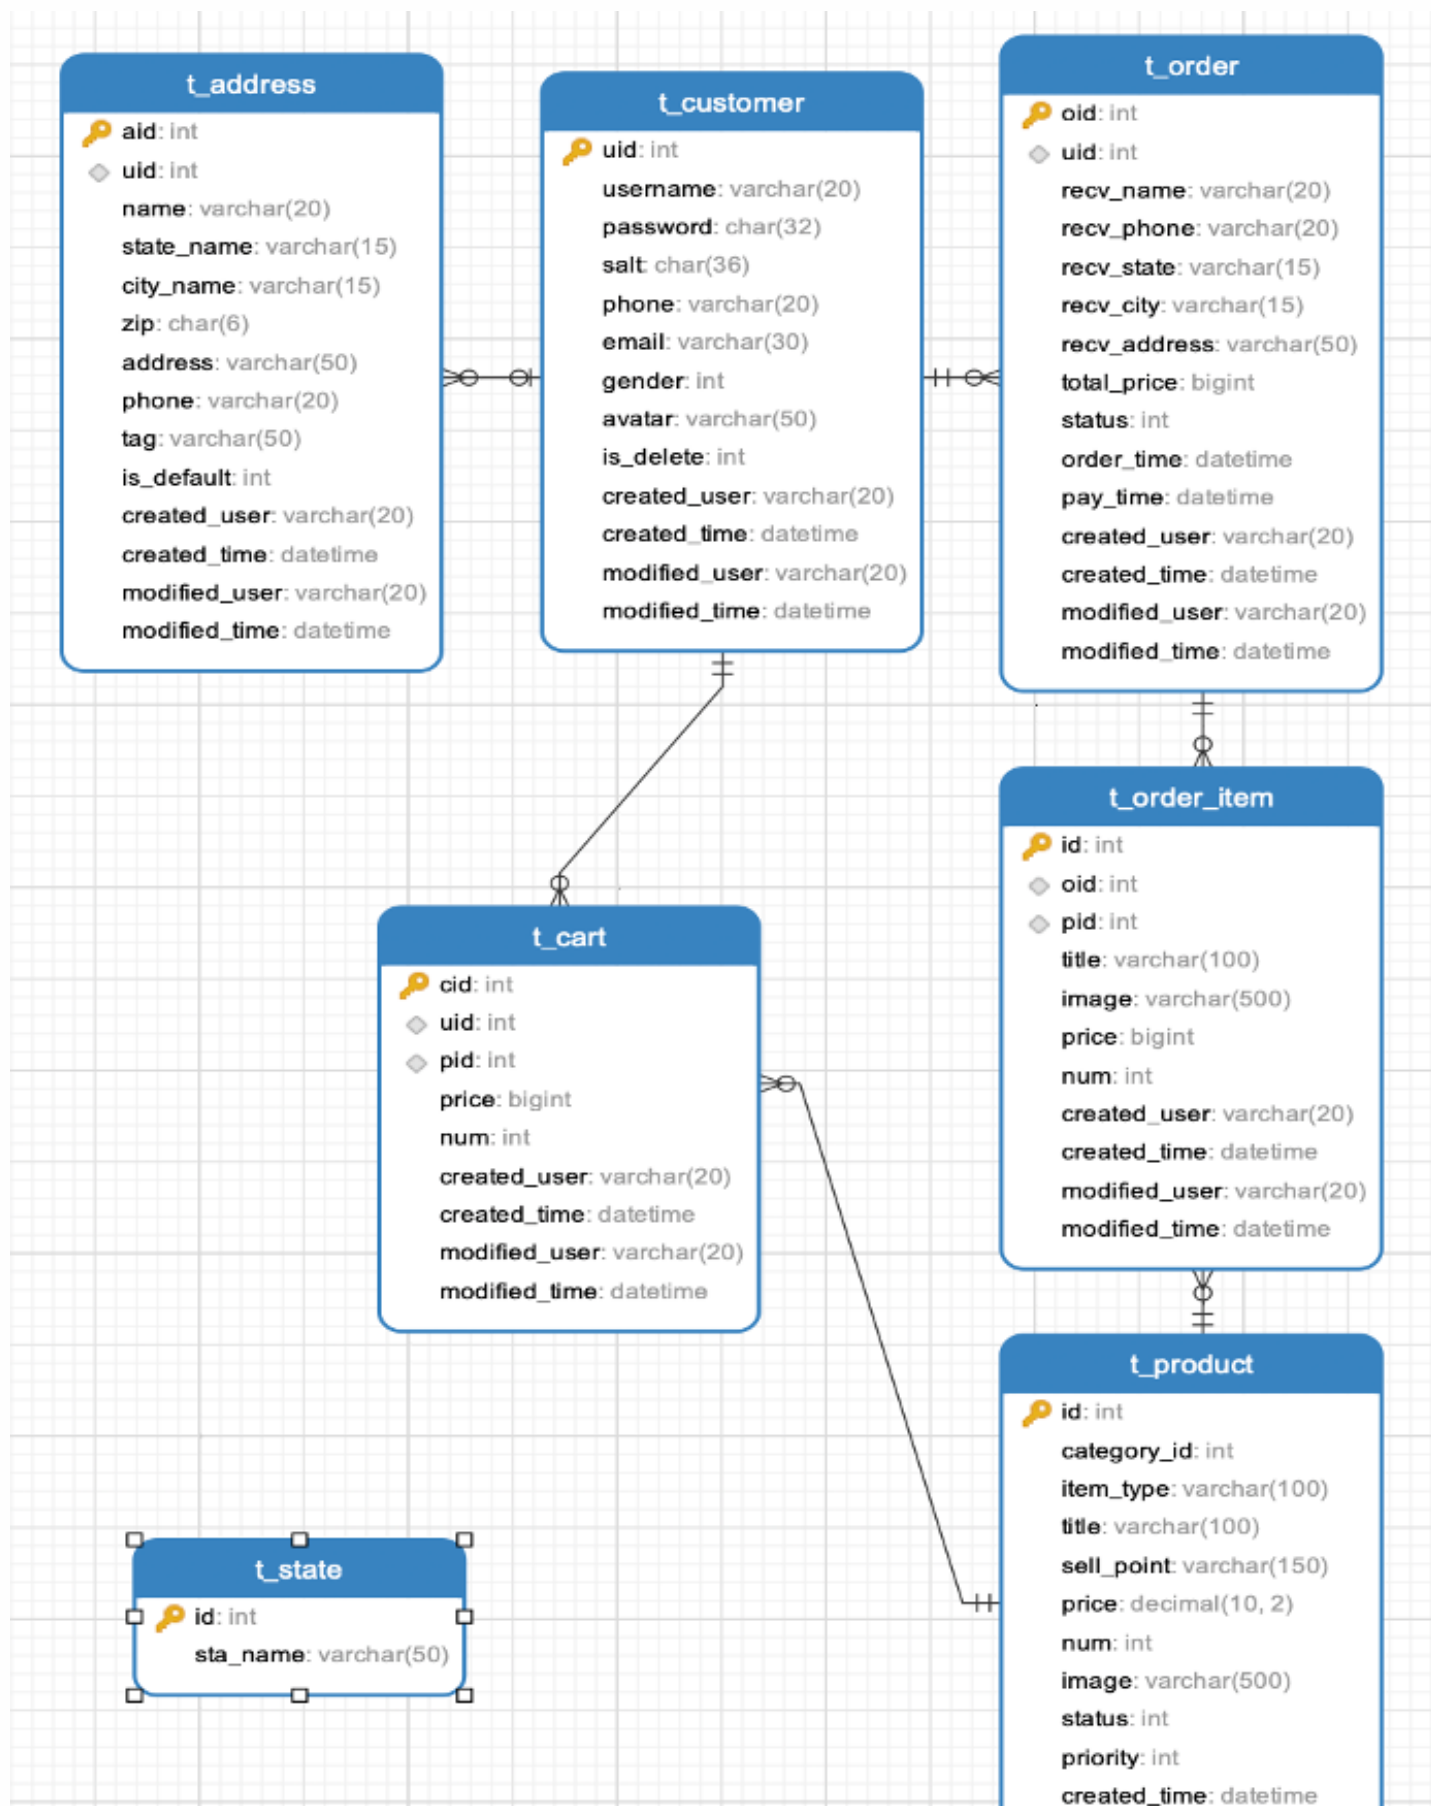 t_address
aid: int
uid: int
name: varchar(20)
state_name: varchar(15)
city_name: varchar(15)
zip: char(6)
address: varchar(50)
phone: varchar(20)
tag: varchar(50)
is_default: int
created_user: varchar(20)
created_time: datetime
modified_user: varchar(20)
modified_time: datetime
t_customer
uid: int
username: varchar(20)
password: char(32)
salt: char(36)
phone: varchar(20)
email: varchar(30)
gender: int
avatar: varchar(50)
is_delete: int
created_user: varchar(20)
created_time: datetime
modified_user: varchar(20)
modified_time: datetime
t_order
oid: int
uid: int
recv_name: varchar(20)
recv_phone: varchar(20)
recv_state: varchar(15)
recv_city: varchar(15)
recv_address: varchar(50)
total_price: bigint
status: int
order_time: datetime
pay_time: datetime
created_user: varchar(20)
created_time: datetime
modified_user: varchar(20)
modified_time: datetime
t_cart
cid: int
uid: int
pid: int
price: bigint
num: int
created_user: varchar(20)
created_time: datetime
modified_user: varchar(20)
modified_time: datetime
t_order_item
id: int
oid: int
pid: int
title: varchar(100)
image: varchar(500)
price: bigint
num: int
created_user: varchar(20)
created_time: datetime
modified_user: varchar(20)
modified_time: datetime
t_state
id: int
sta_name: varchar(50)
t_product
id: int
category_id: int
item_type: varchar(100)
title: varchar(100)
sell_point: varchar(150)
price: decimal(10, 2)
num: int
image: varchar(500)
status: int
priority: int
created_time: datetime